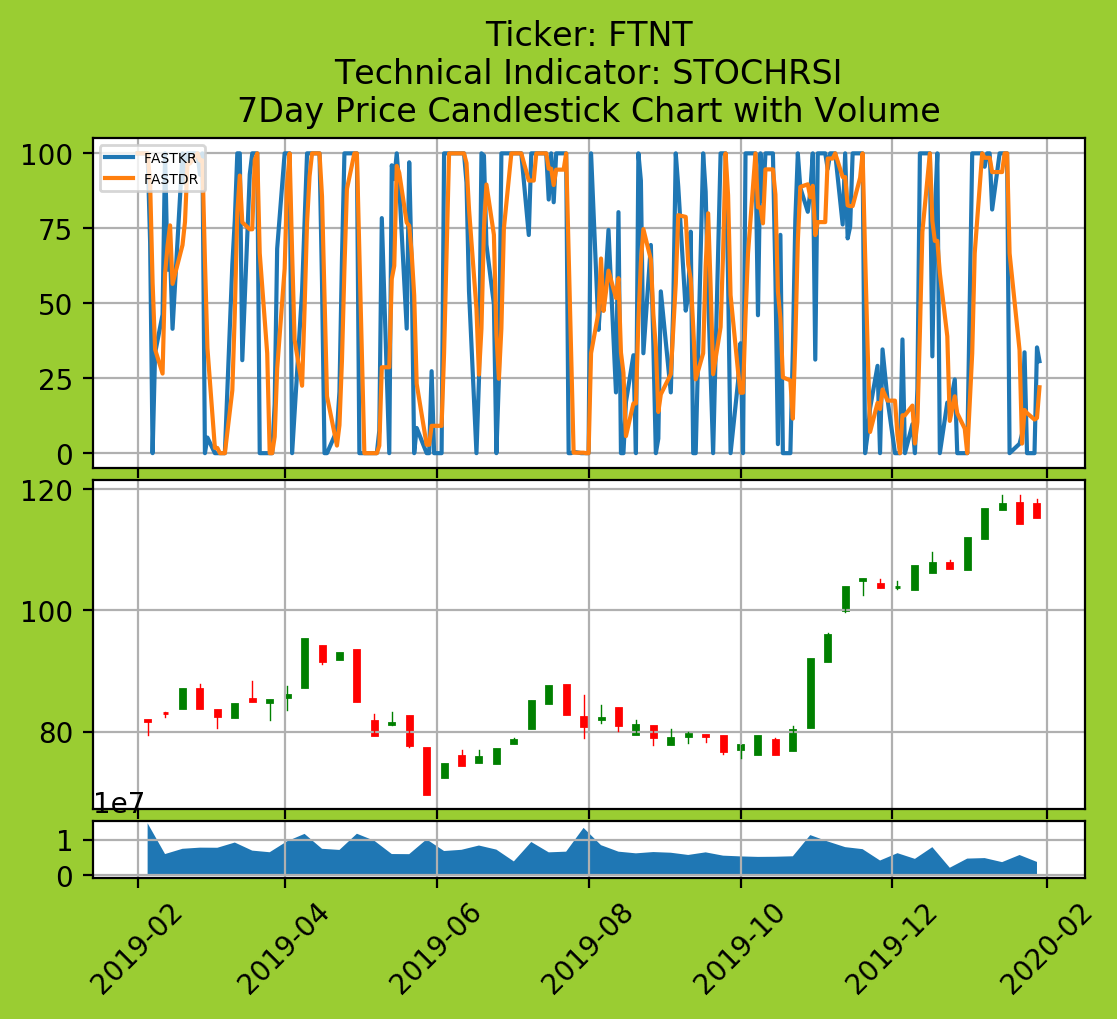 Ticker: FTNT
Technical Indicator: STOCHRSI
7Day Price Candlestick Chart with Volume
100
75
50
25
0
FASTKR
FASTDR
120
100
80
1e7
1
0
2019-02
2019-04
2019-06
2019-08
2019-10
2019-12
2020-02